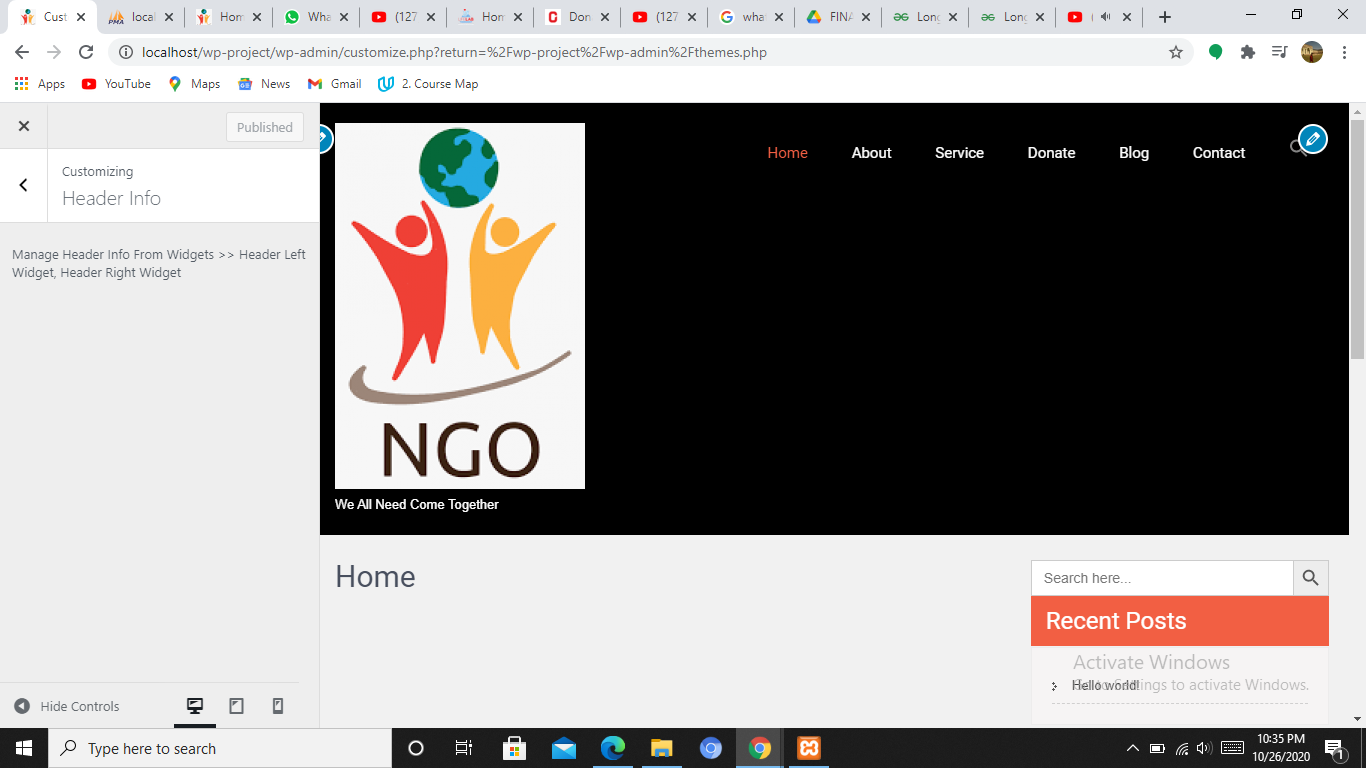 Cust
local
Hom
Wha
(127
Hom
Don
(127
what
FINA
Long
Long
localhost/wp-project/wp-admin/customize.php?return=%2Fwp-project%2Fwp-admin%2Fthemes.php
Apps
YouTube
Maps
News
Gmail
2. Course Map
Published
Customizing
Header Info
Manage Header Info From Widgets >> Header Left
Widget, Header Right Widget
Hide Controls
Home
About
Service
Donate
Blog
Contact
NGO
We All Need Come Together
Home
Search here...
Recent Posts
Activate Windows
Hello world!
Go to Settings to activate Windows.
Type here to search
10:35 PM
10/26/2020
1